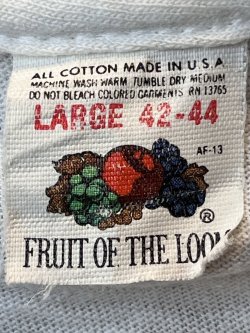 ALL COTTON MADE IN U.S.A
MACHINE WASH WARM TUMBLE DRY MEDIUM
DO NOT BLEACH COLORED GARMENTS RN 13765
LARGE 42-44
AF-13
®
FRUIT OF THE LOOM